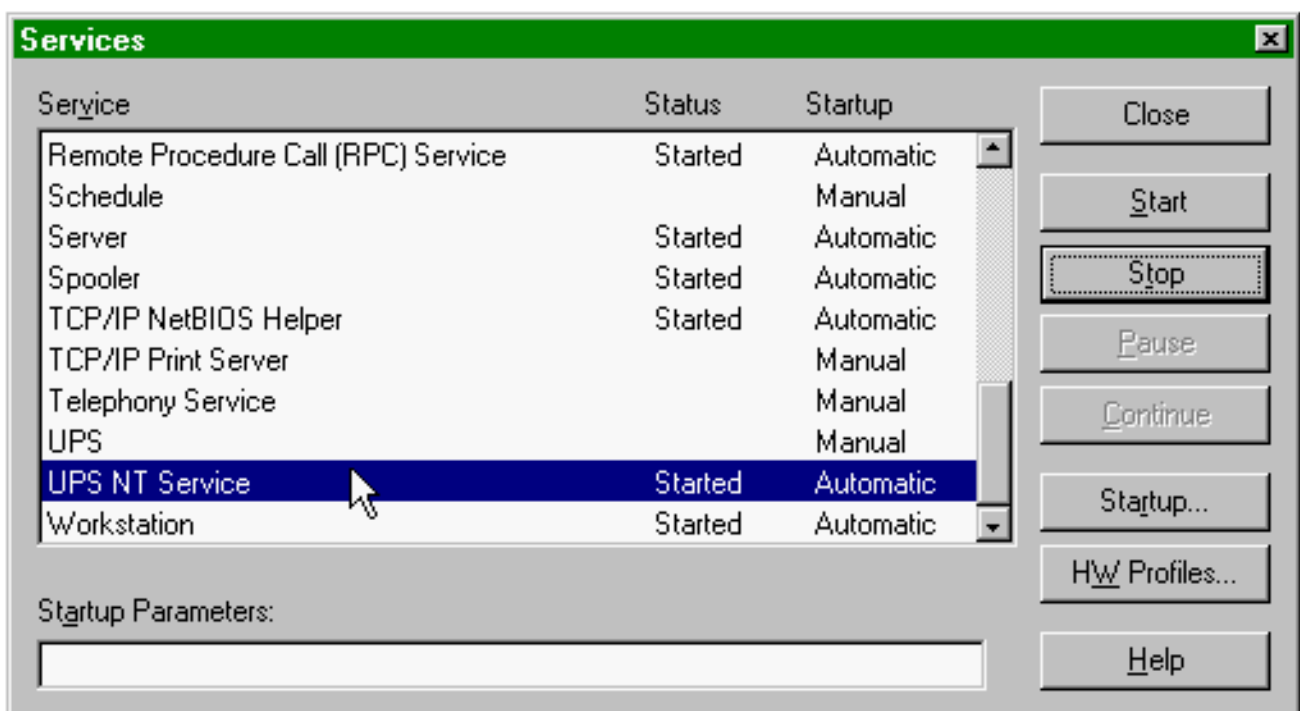 Services
Service Status Startup
Remote Procedure Call (RPC) Service Started Automatic
Schedule Manual
Server Started Automatic
Spooler Started Automatic
TCP/IP NetBIOS Helper Started Automatic
TCP/IP Print Server Manual
Telephony Service Manual
UPS Manual
UPS NT Service Started Automatic
Workstation Started Automatic
Startup Parameters:
Close
Start
Stop
Pause
Continue
Startup...
HW Profiles...
Help